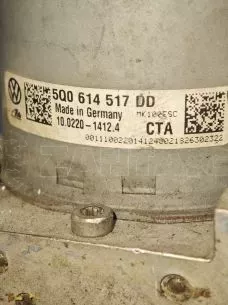 5Q0 614 517 DD
Made in Germany MK100ESC
10.0220-1412.4 CTA